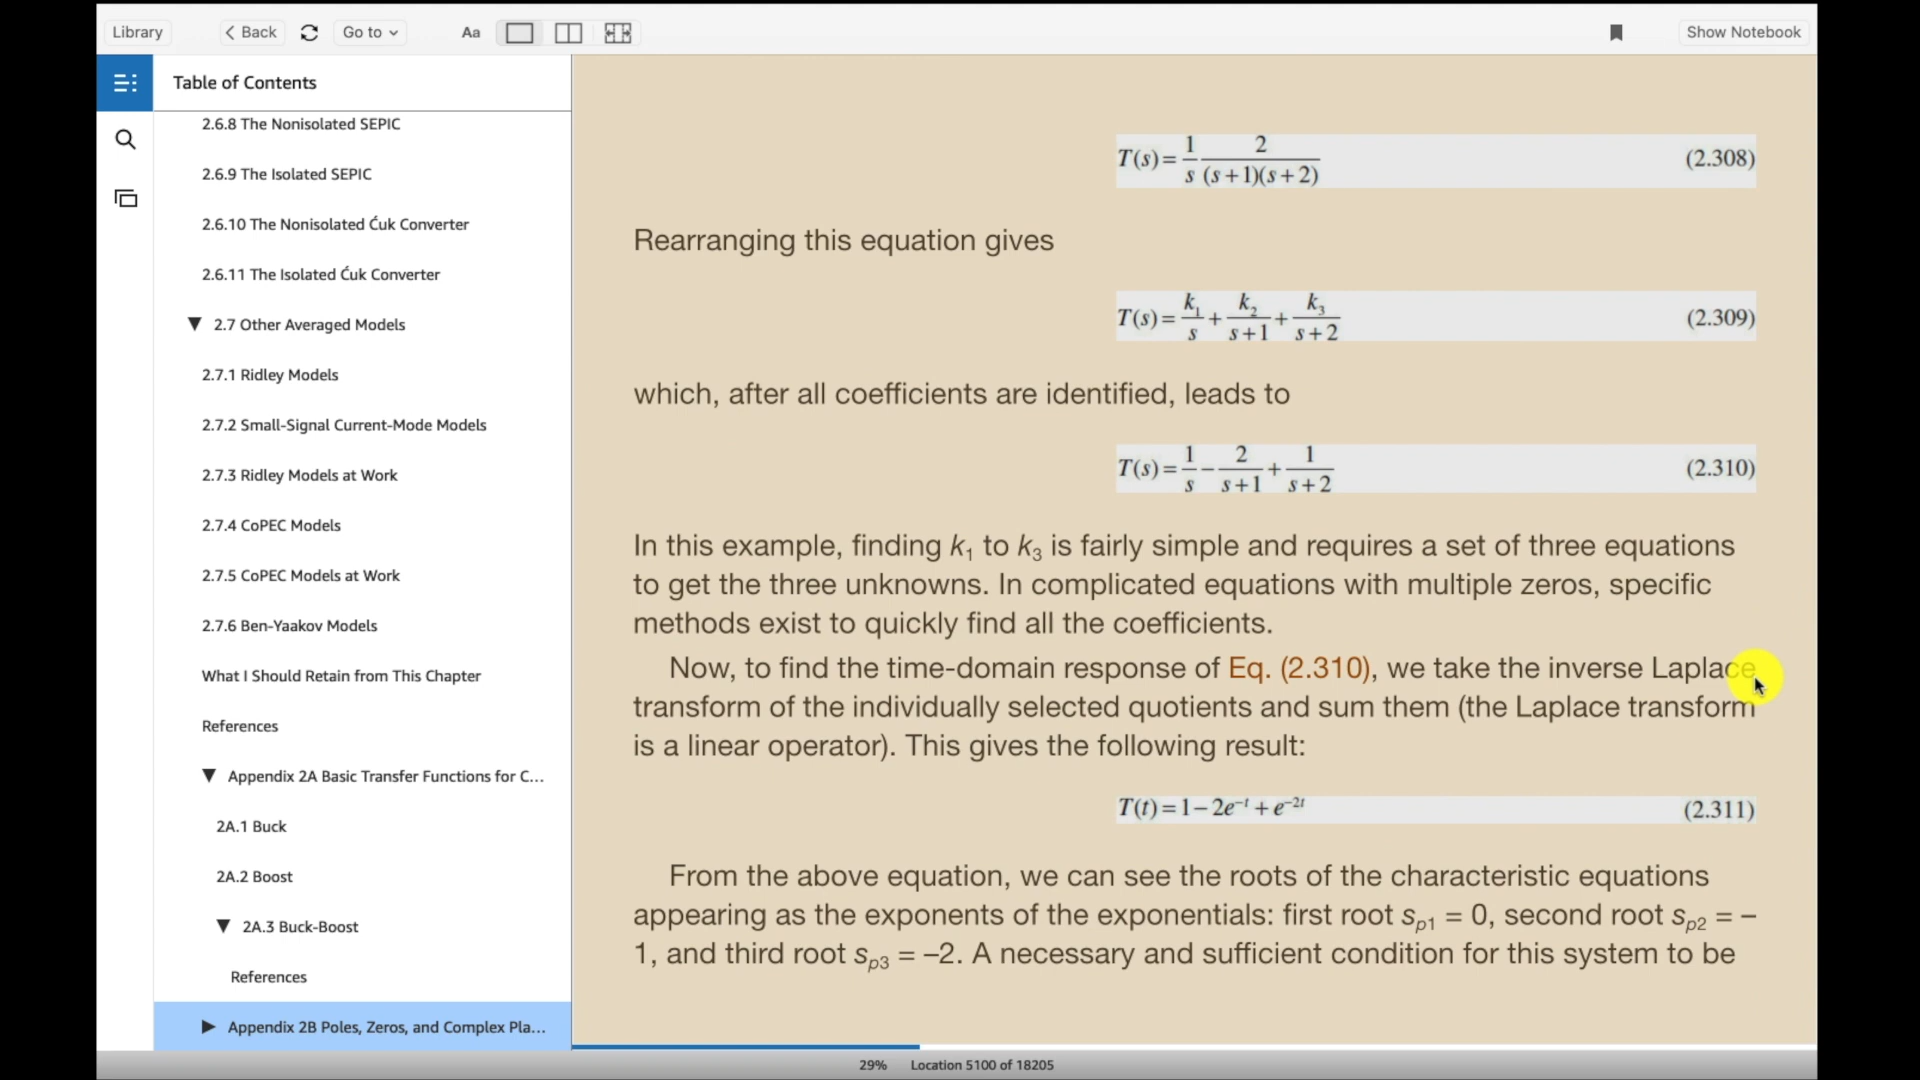 Library
Back
Go to
Aa
Show Notebook
Table of Contents
2.6.8 The Nonisolated SEPIC
2.6.9 The Isolated SEPIC
2.6.10 The Nonisolated Ćuk Converter
2.6.11 The Isolated Ćuk Converter
▼ 2.7 Other Averaged Models
2.7.1 Ridley Models
2.7.2 Small-Signal Current-Mode Models
2.7.3 Ridley Models at Work
2.7.4 CoPEC Models
2.7.5 CoPEC Models at Work
2.7.6 Ben-Yaakov Models
What I Should Retain from This Chapter
References
▼ Appendix 2A Basic Transfer Functions for C...
2A.1 Buck
2A.2 Boost
▼ 2A.3 Buck-Boost
References
▶ Appendix 2B Poles, Zeros, and Complex Pla...
T(s) = 1/s 2/((s+1)(s+2)) (2.308)
Rearranging this equation gives
T(s) = k₁/s + k₂/(s+1) + k₃/(s+2) (2.309)
which, after all coefficients are identified, leads to
T(s) = 1/s − 2/(s+1) + 1/(s+2) (2.310)
In this example, finding k₁ to k₃ is fairly simple and requires a set of three equations
to get the three unknowns. In complicated equations with multiple zeros, specific
methods exist to quickly find all the coefficients.
Now, to find the time-domain response of Eq. (2.310), we take the inverse Laplace
transform of the individually selected quotients and sum them (the Laplace transform
is a linear operator). This gives the following result:
T(t) = 1 − 2e⁻ᵗ + e⁻²ᵗ (2.311)
From the above equation, we can see the roots of the characteristic equations
appearing as the exponents of the exponentials: first root sp1 = 0, second root sp2 = –
1, and third root sp3 = –2. A necessary and sufficient condition for this system to be
29% Location 5100 of 18205